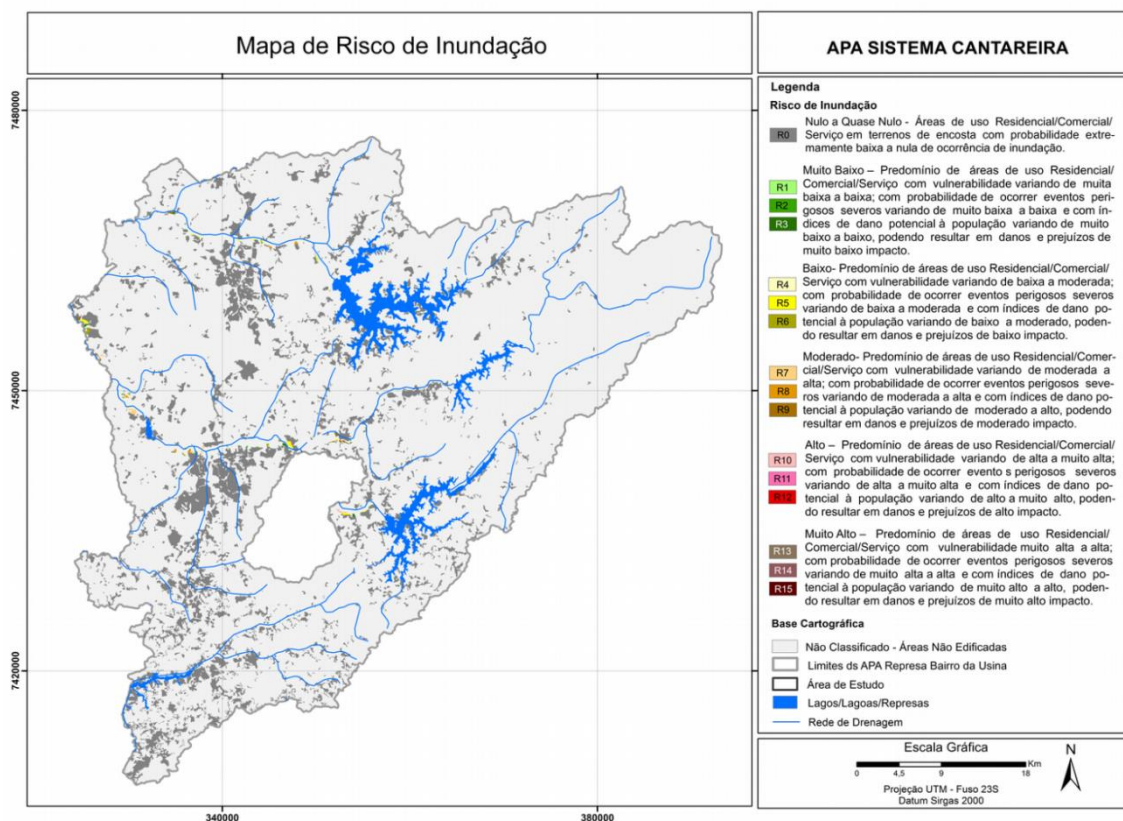 Mapa de Risco de Inundação
APA SISTEMA CANTAREIRA
7480000
7450000
7420000
340000
380000
Legenda
Risco de Inundação
R0
Nulo a Quase Nulo - Áreas de uso Residencial/Comercial/
Serviço em terrenos de encosta com probabilidade extre-
mamente baixa a nula de ocorrência de inundação.
R1
R2
R3
Muito Baixo – Predomínio de áreas de uso Residencial/
Comercial/Serviço com vulnerabilidade variando de muita
baixa a baixa; com probabilidade de ocorrer eventos peri-
gosos severos variando de muito baixa a baixa e com ín-
dices de dano potencial à população variando de muito
baixo a baixo, podendo resultar em danos e prejuízos de
muito baixo impacto.
R4
R5
R6
Baixo- Predomínio de áreas de uso Residencial/Comercial/
Serviço com vulnerabilidade variando de baixa a moderada;
com probabilidade de ocorrer eventos perigosos severos
variando de baixa a moderada e com índices de dano po-
tencial à população variando de baixo a moderado, poden-
do resultar em danos e prejuízos de baixo impacto.
R7
R8
R9
Moderado- Predomínio de áreas de uso Residencial/Comer-
cial/Serviço com vulnerabilidade variando de moderada a
alta; com probabilidade de ocorrer eventos perigosos seve-
ros variando de moderada a alta e com índices de dano po-
tencial à população variando de moderado a alto, podendo
resultar em danos e prejuízos de moderado impacto.
R10
R11
R12
Alto – Predomínio de áreas de uso Residencial/Comercial/
Serviço com vulnerabilidade variando de alta a muito alta;
com probabilidade de ocorrer evento s perigosos severos
variando de alta a muito alta e com índices de dano po-
tencial à população variando de alto a muito alto, poden-
do resultar em danos e prejuízos de alto impacto.
R13
R14
R15
Muito Alto – Predomínio de áreas de uso Residencial/
Comercial/Serviço com vulnerabilidade muito alta a alta;
com probabilidade de ocorrer eventos perigosos severos
variando de muito alta a alta e com índices de dano po-
tencial à população variando de muito alto a alto, poden-
do resultar em danos e prejuízos de muito alto impacto.
Base Cartográfica
Não Classificado - Áreas Não Edificadas
Limites ds APA Represa Bairro da Usina
Área de Estudo
Lagos/Lagoas/Represas
Rede de Drenagem
Escala Gráfica
N
Km
0 4,5 9 18
Projeção UTM - Fuso 23S
Datum Sirgas 2000